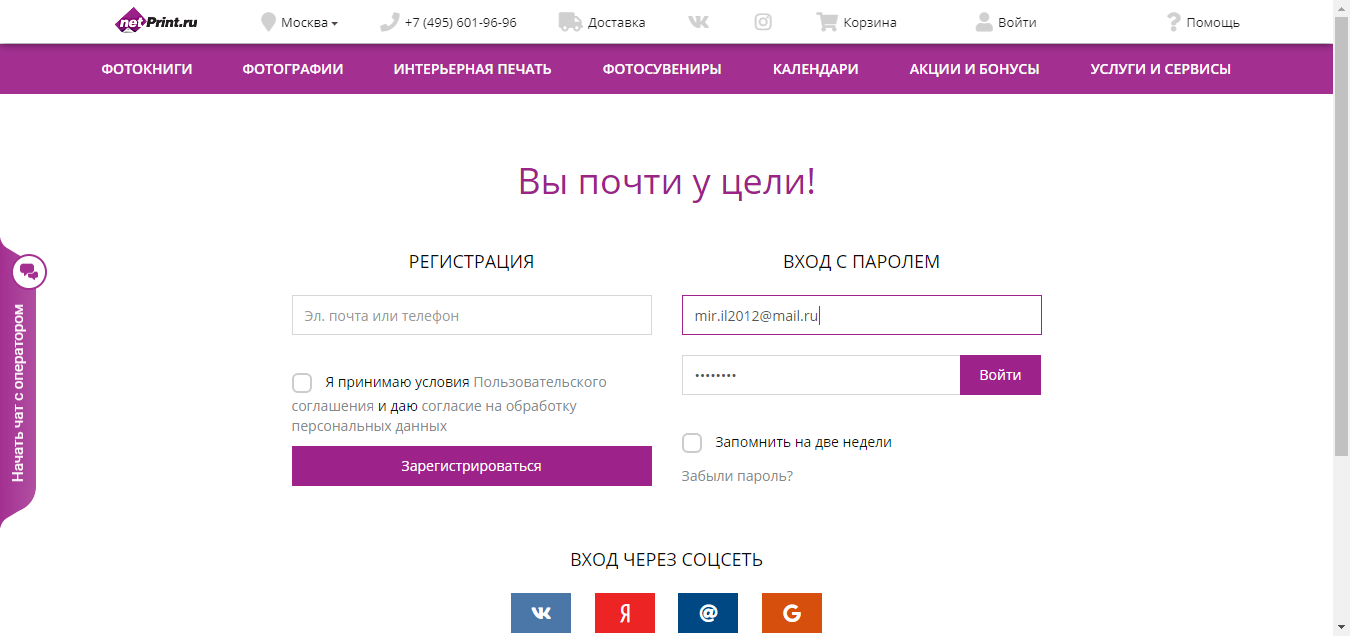 netPrint.ru
Москва
+7 (495) 601-96-96
Доставка
Корзина
Войти
Помощь
ФОТОКНИГИ
ФОТОГРАФИИ
ИНТЕРЬЕРНАЯ ПЕЧАТЬ
ФОТОСУВЕНИРЫ
КАЛЕНДАРИ
АКЦИИ И БОНУСЫ
УСЛУГИ И СЕРВИСЫ
Вы почти у цели!
Начать чат с оператором
РЕГИСТРАЦИЯ
Эл. почта или телефон
Я принимаю условия Пользовательского
соглашения и даю согласие на обработку
персональных данных
Зарегистрироваться
ВХОД С ПАРОЛЕМ
mir.il2012@mail.ru
••••••••
Войти
Запомнить на две недели
Забыли пароль?
ВХОД ЧЕРЕЗ СОЦСЕТЬ
Я
@
G